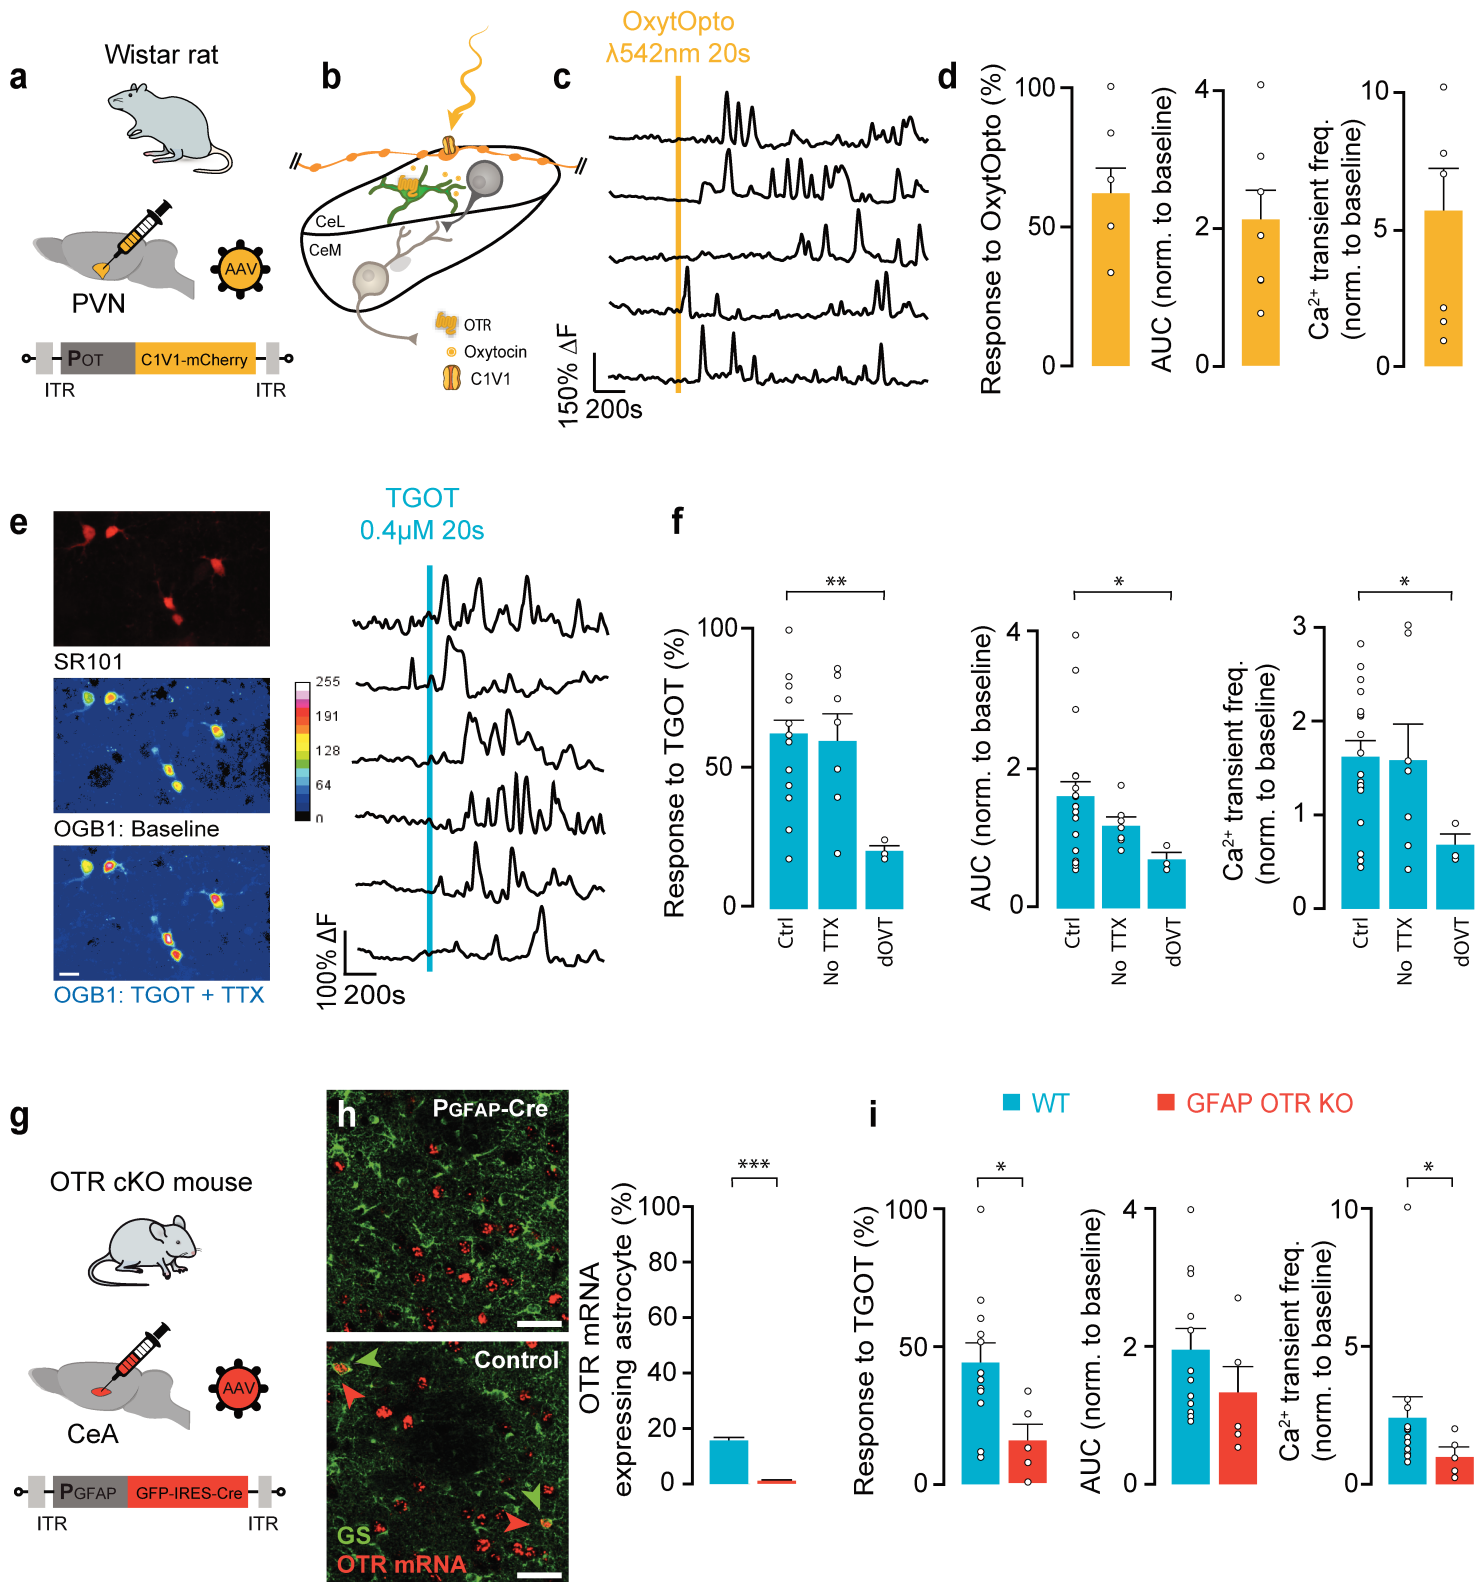 a
Wistar rat
PVN
AAV
POT
C1V1-mCherry
ITR
ITR
b
CeL
CeM
OTR
Oxytocin
C1V1
c
OxytOpto
λ542nm 20s
150% ΔF
200s
d
Response to OxytOpto (%)
100
50
0
AUC (norm. to baseline)
4
2
0
Ca2+ transient freq.
(norm. to baseline)
10
5
0
e
SR101
OGB1: Baseline
OGB1: TGOT + TTX
255
191
128
64
0
TGOT
0.4µM 20s
100% ΔF
200s
f
Response to TGOT (%)
100
50
0
**
Ctrl
No TTX
dOVT
AUC (norm. to baseline)
4
2
0
*
Ctrl
No TTX
dOVT
Ca2+ transient freq.
(norm. to baseline)
3
2
1
0
*
Ctrl
No TTX
dOVT
g
OTR cKO mouse
CeA
AAV
PGFAP
GFP-IRES-Cre
ITR
ITR
h
PGFAP-Cre
Control
GS
OTR mRNA
OTR mRNA
expressing astrocyte (%)
100
80
60
40
20
0
***
i
WT
GFAP OTR KO
Response to TGOT (%)
100
50
0
*
AUC (norm. to baseline)
4
2
0
Ca2+ transient freq.
(norm. to baseline)
10
5
0
*